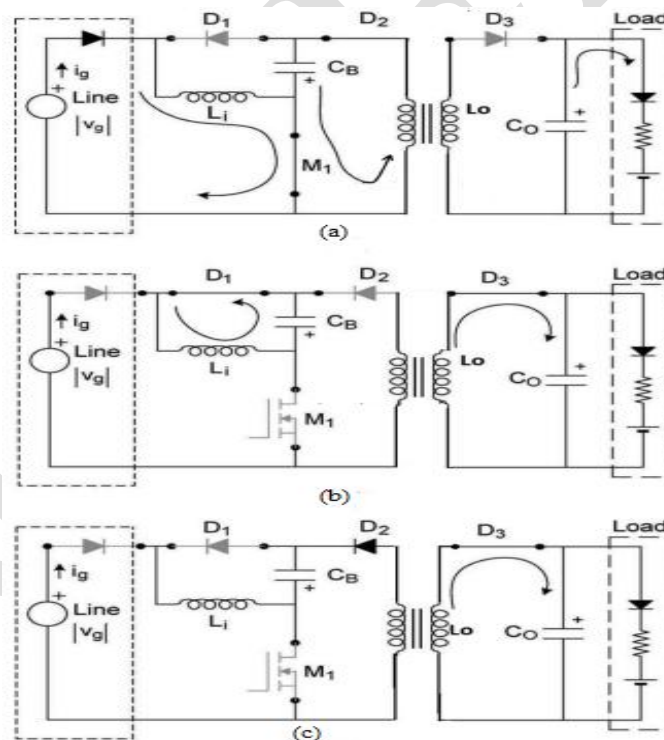 D1 D2 D3 Load
ig
Line
|vg|
+
Li
CB
+
M1
Lo
CO
+
(a)
D1 D2 D3 Load
ig
Line
|vg|
+
Li
CB
+
M1
Lo
CO
+
(b)
D1 D2 D3 Load
ig
Line
|vg|
+
Li
CB
+
M1
Lo
CO
+
(c)